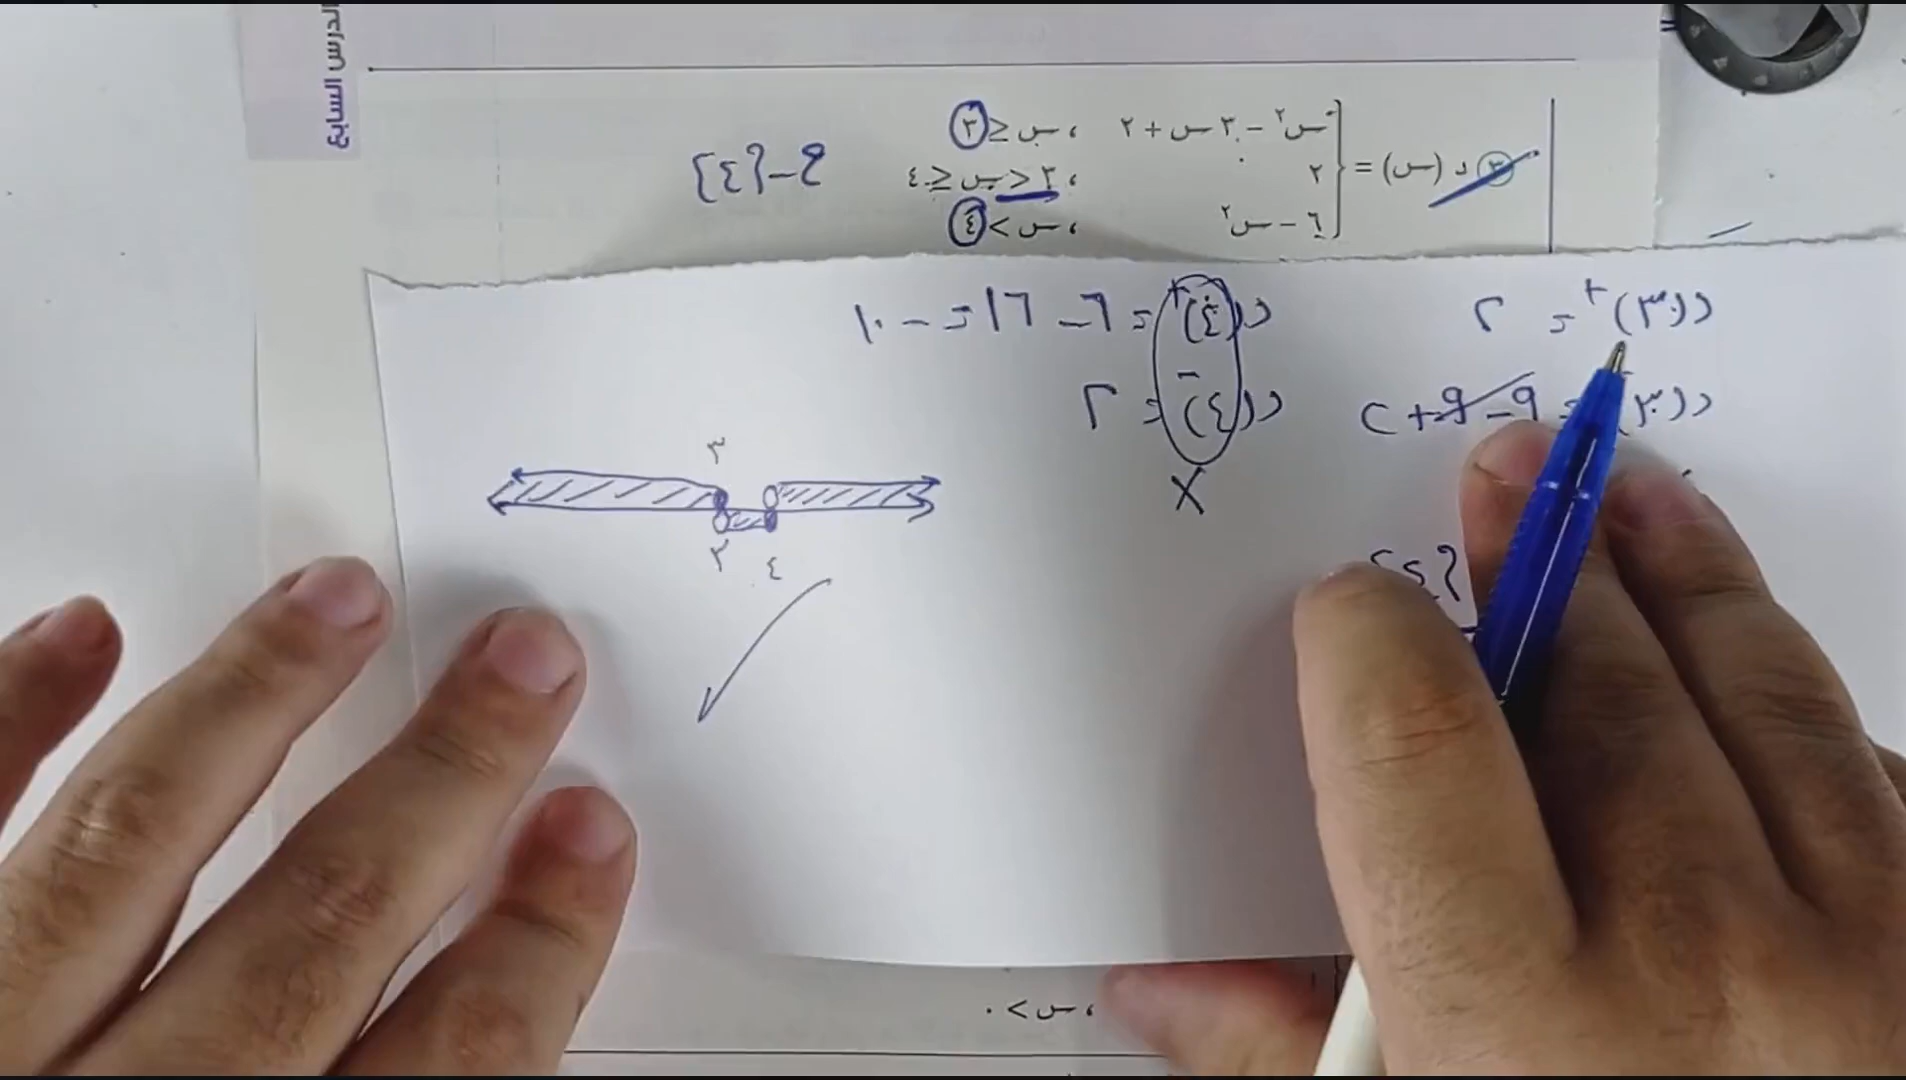 الدرس السابع
٣ د (س) = { س٢ − ٣ س + ٢ ، س ≤ ٣
٢ ، ٣ < س ≤ ٤
٦ − س٢ ، س > ٤
ع − {٤}
د(٣)+ = ٢
د(٣) = ٩ − ٩ + ٢
د(٤)+ = ٦ − ١٦ = − ١٠
د(٤)− = ٢
X
٣
٣ ٤
، س > ٠